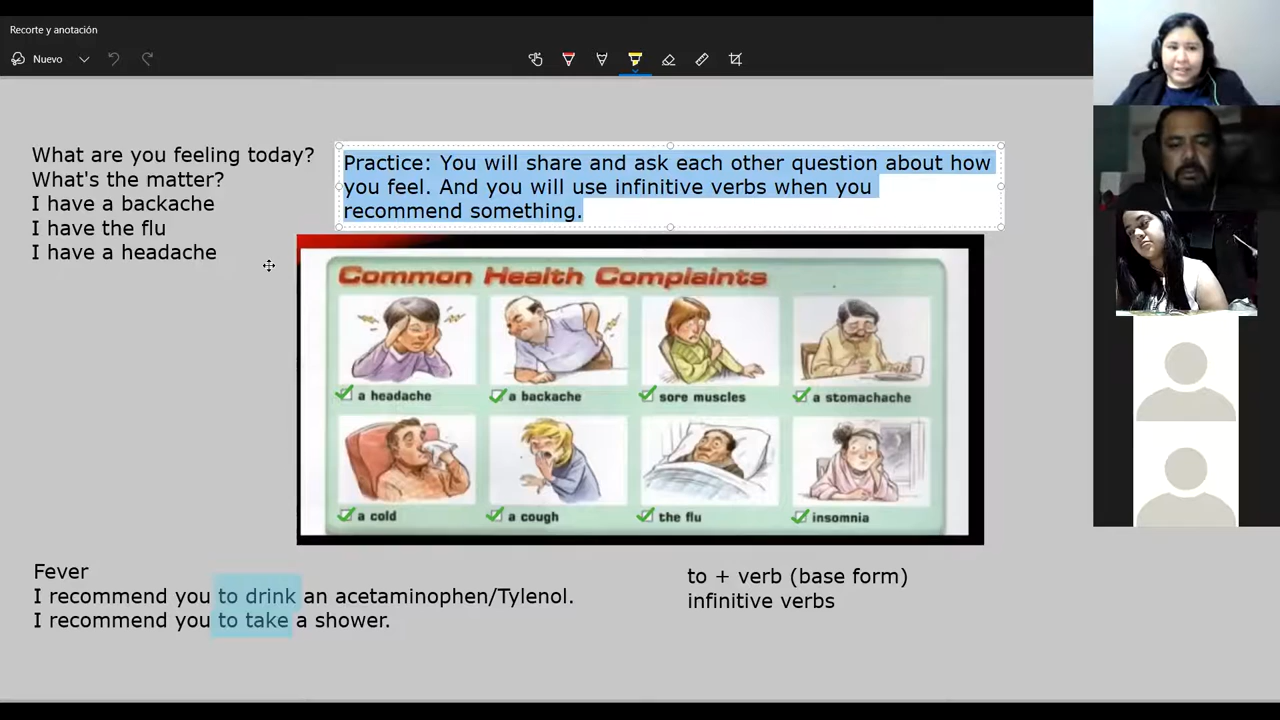 Recorte y anotación
Nuevo
What are you feeling today?
What's the matter?
I have a backache
I have the flu
I have a headache
Practice: You will share and ask each other question about how
you feel. And you will use infinitive verbs when you
recommend something.
Common Health Complaints
a headache
a backache
sore muscles
a stomachache
a cold
a cough
the flu
insomnia
Fever
I recommend you to drink an acetaminophen/Tylenol.
I recommend you to take a shower.
to + verb (base form)
infinitive verbs